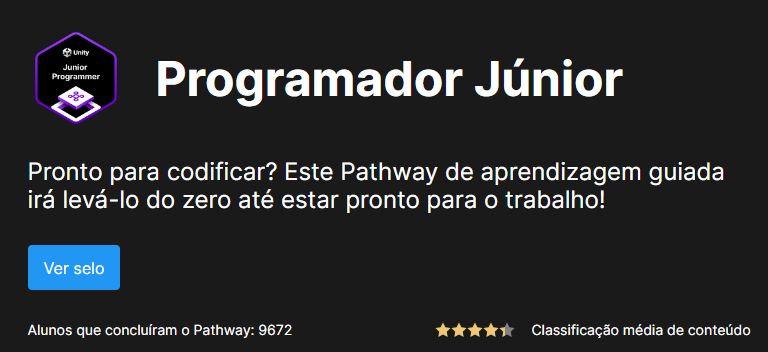 Unity
Junior
Programmer
Programador Júnior
Pronto para codificar? Este Pathway de aprendizagem guiada
irá levá-lo do zero até estar pronto para o trabalho!
Ver selo
Alunos que concluíram o Pathway: 9672
Classificação média de conteúdo